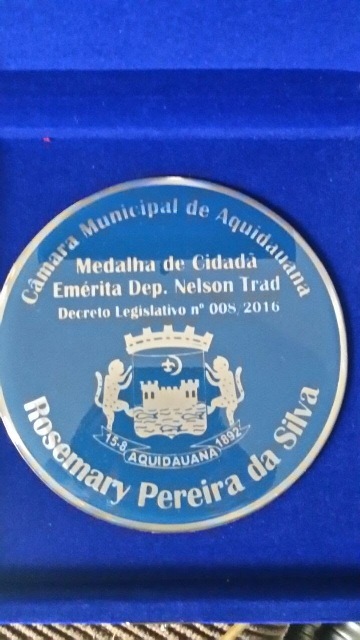 Câmara Municipal de Aquidauana
Medalha de Cidadã
Emérita Dep. Nelson Trad
Decreto Legislativo nº 008, 2016
15-8 AQUIDAUANA 1892
Rosemary Pereira da Silva